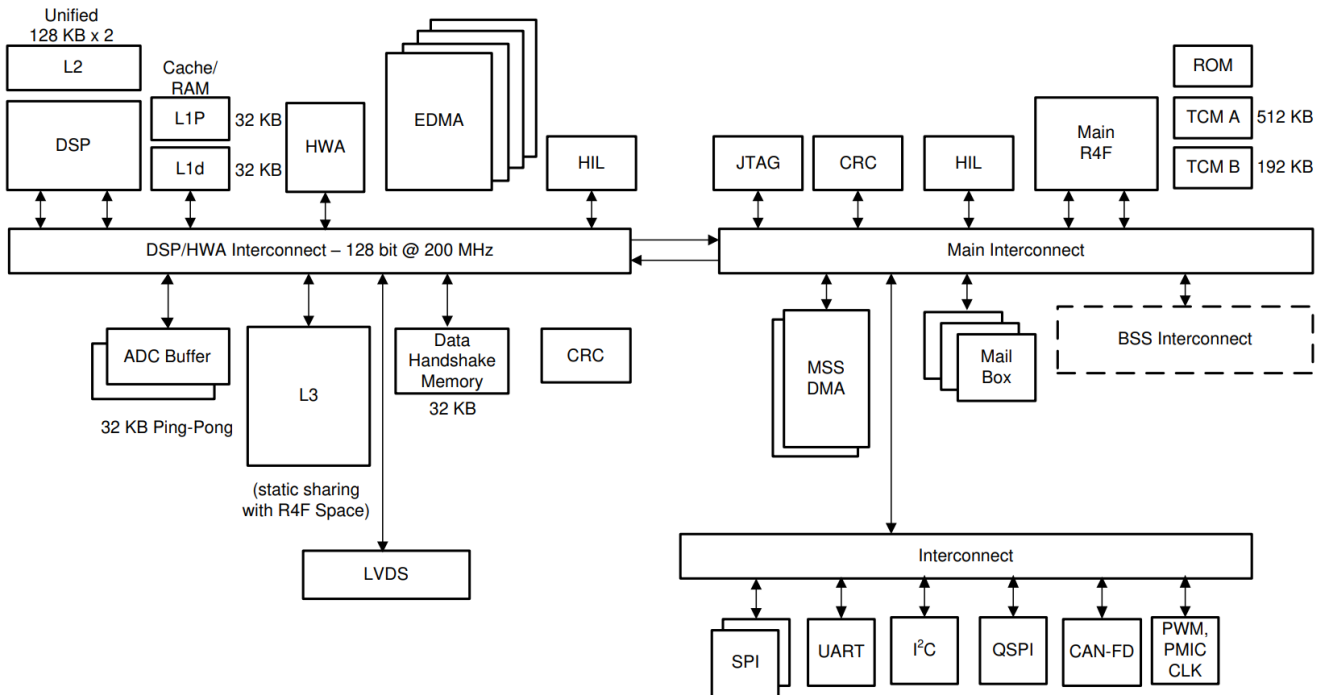 Unified
128 KB x 2
L2
Cache/
RAM
DSP
L1P
32 KB
L1d
32 KB
HWA
EDMA
HIL
JTAG
CRC
HIL
Main
R4F
ROM
TCM A
512 KB
TCM B
192 KB
DSP/HWA Interconnect – 128 bit @ 200 MHz
Main Interconnect
ADC Buffer
32 KB Ping-Pong
L3
(static sharing
with R4F Space)
Data
Handshake
Memory
32 KB
CRC
LVDS
MSS
DMA
Mail
Box
BSS Interconnect
Interconnect
SPI
UART
I²C
QSPI
CAN-FD
PWM,
PMIC
CLK